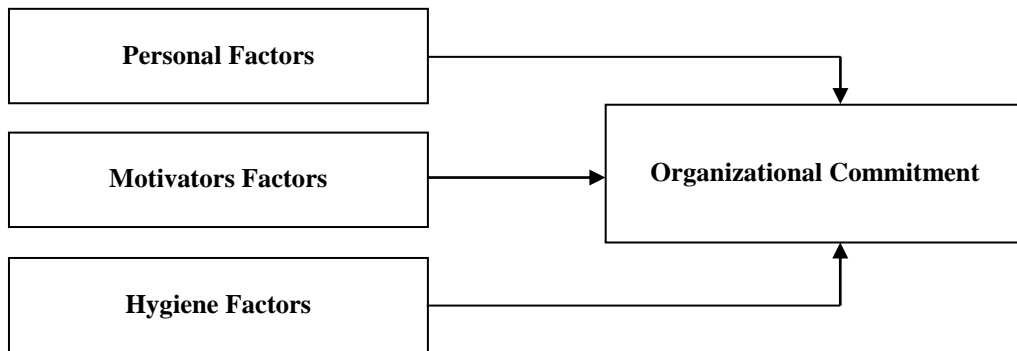 Personal Factors
Motivators Factors
Organizational Commitment
Hygiene Factors